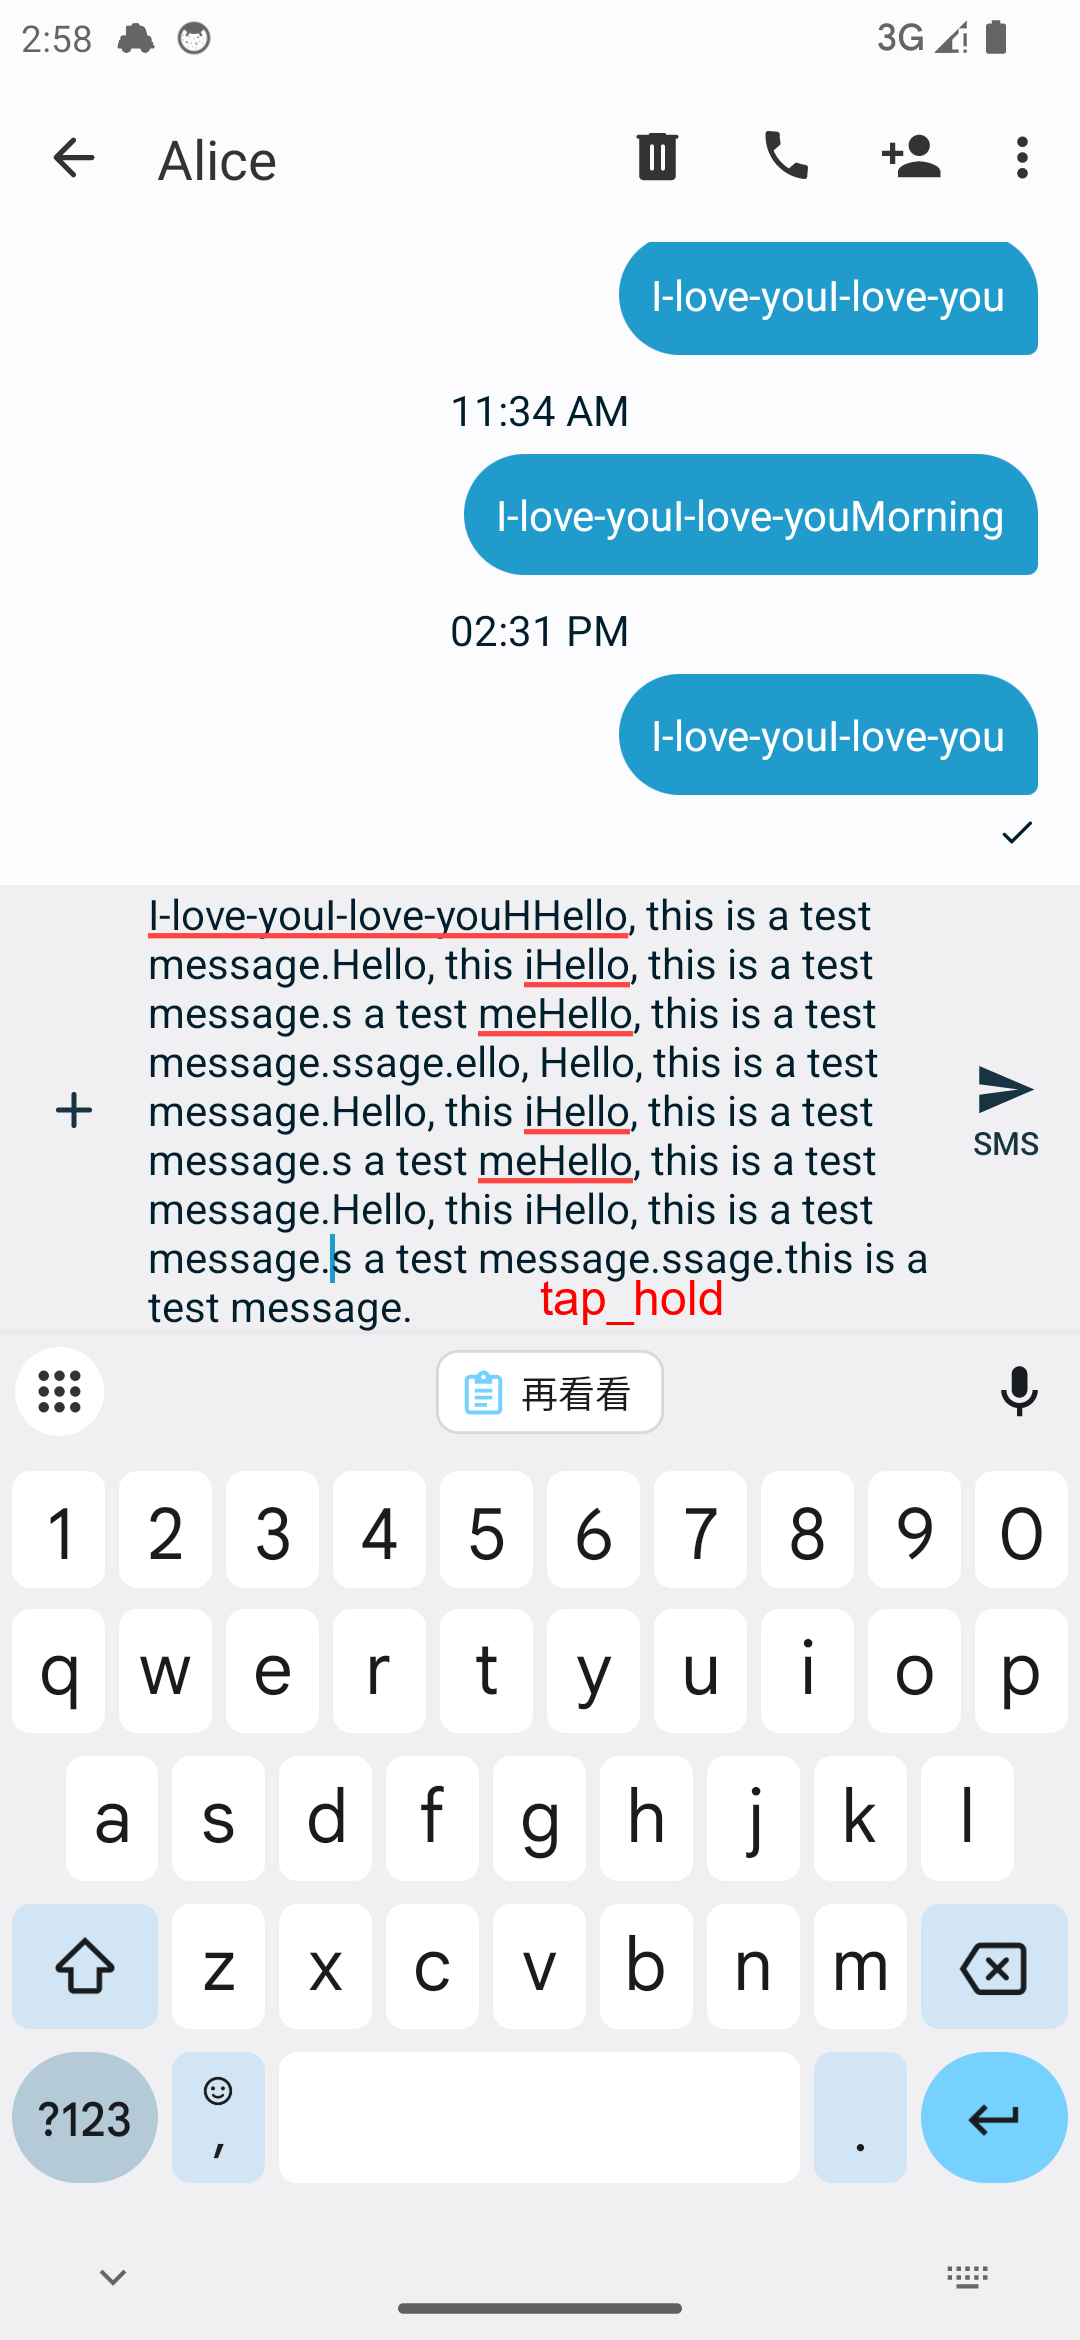 2:58
3G
Alice
I-love-youI-love-you
11:34 AM
I-love-youI-love-youMorning
02:31 PM
I-love-youI-love-you
I-love-youI-love-youHHello, this is a test
message.Hello, this iHello, this is a test
message.s a test meHello, this is a test
message.ssage.ello, Hello, this is a test
message.Hello, this iHello, this is a test
message.s a test meHello, this is a test
message.Hello, this iHello, this is a test
message.s a test message.ssage.this is a
test message.
SMS
tap_hold
再看看
1 2 3 4 5 6 7 8 9 0
q w e r t y u i o p
a s d f g h j k l
z x c v b n m
?123 , .